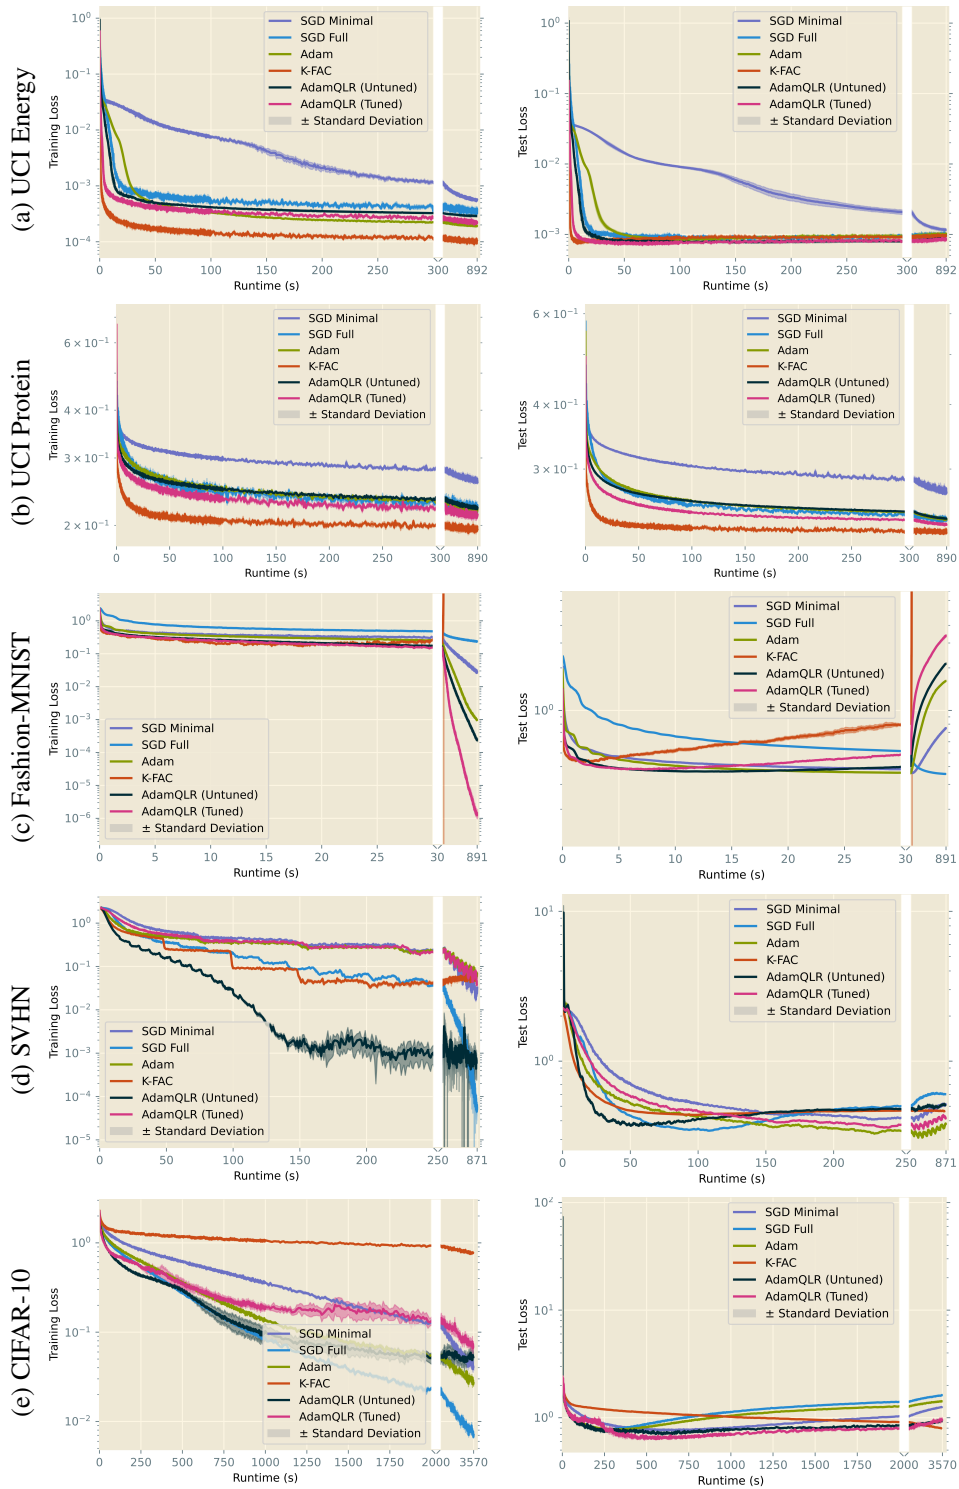 (a) UCI Energy
Training Loss
10⁰
10⁻¹
10⁻²
10⁻³
10⁻⁴
SGD Minimal
SGD Full
Adam
K-FAC
AdamQLR (Untuned)
AdamQLR (Tuned)
± Standard Deviation
0 50 100 150 200 250 300 892
Runtime (s)
Test Loss
10⁰
10⁻¹
10⁻²
10⁻³
SGD Minimal
SGD Full
Adam
K-FAC
AdamQLR (Untuned)
AdamQLR (Tuned)
± Standard Deviation
0 50 100 150 200 250 300 892
Runtime (s)
(b) UCI Protein
Training Loss
6 × 10⁻¹
4 × 10⁻¹
3 × 10⁻¹
2 × 10⁻¹
SGD Minimal
SGD Full
Adam
K-FAC
AdamQLR (Untuned)
AdamQLR (Tuned)
± Standard Deviation
0 50 100 150 200 250 300 890
Runtime (s)
Test Loss
6 × 10⁻¹
4 × 10⁻¹
3 × 10⁻¹
SGD Minimal
SGD Full
Adam
K-FAC
AdamQLR (Untuned)
AdamQLR (Tuned)
± Standard Deviation
0 50 100 150 200 250 300 890
Runtime (s)
(c) Fashion-MNIST
Training Loss
10⁰
10⁻¹
10⁻²
10⁻³
10⁻⁴
10⁻⁵
10⁻⁶
SGD Minimal
SGD Full
Adam
K-FAC
AdamQLR (Untuned)
AdamQLR (Tuned)
± Standard Deviation
0 5 10 15 20 25 30 891
Runtime (s)
Test Loss
10⁰
SGD Minimal
SGD Full
Adam
K-FAC
AdamQLR (Untuned)
AdamQLR (Tuned)
± Standard Deviation
0 5 10 15 20 25 30 891
Runtime (s)
(d) SVHN
Training Loss
10⁰
10⁻¹
10⁻²
10⁻³
10⁻⁴
10⁻⁵
SGD Minimal
SGD Full
Adam
K-FAC
AdamQLR (Untuned)
AdamQLR (Tuned)
± Standard Deviation
0 50 100 150 200 250 871
Runtime (s)
Test Loss
10¹
10⁰
SGD Minimal
SGD Full
Adam
K-FAC
AdamQLR (Untuned)
AdamQLR (Tuned)
± Standard Deviation
0 50 100 150 200 250 871
Runtime (s)
(e) CIFAR-10
Training Loss
10⁰
10⁻¹
10⁻²
SGD Minimal
SGD Full
Adam
K-FAC
AdamQLR (Untuned)
AdamQLR (Tuned)
± Standard Deviation
0 250 500 750 1000 1250 1500 1750 2000 3570
Runtime (s)
Test Loss
10²
10¹
10⁰
SGD Minimal
SGD Full
Adam
K-FAC
AdamQLR (Untuned)
AdamQLR (Tuned)
± Standard Deviation
0 250 500 750 1000 1250 1500 1750 2000 3570
Runtime (s)